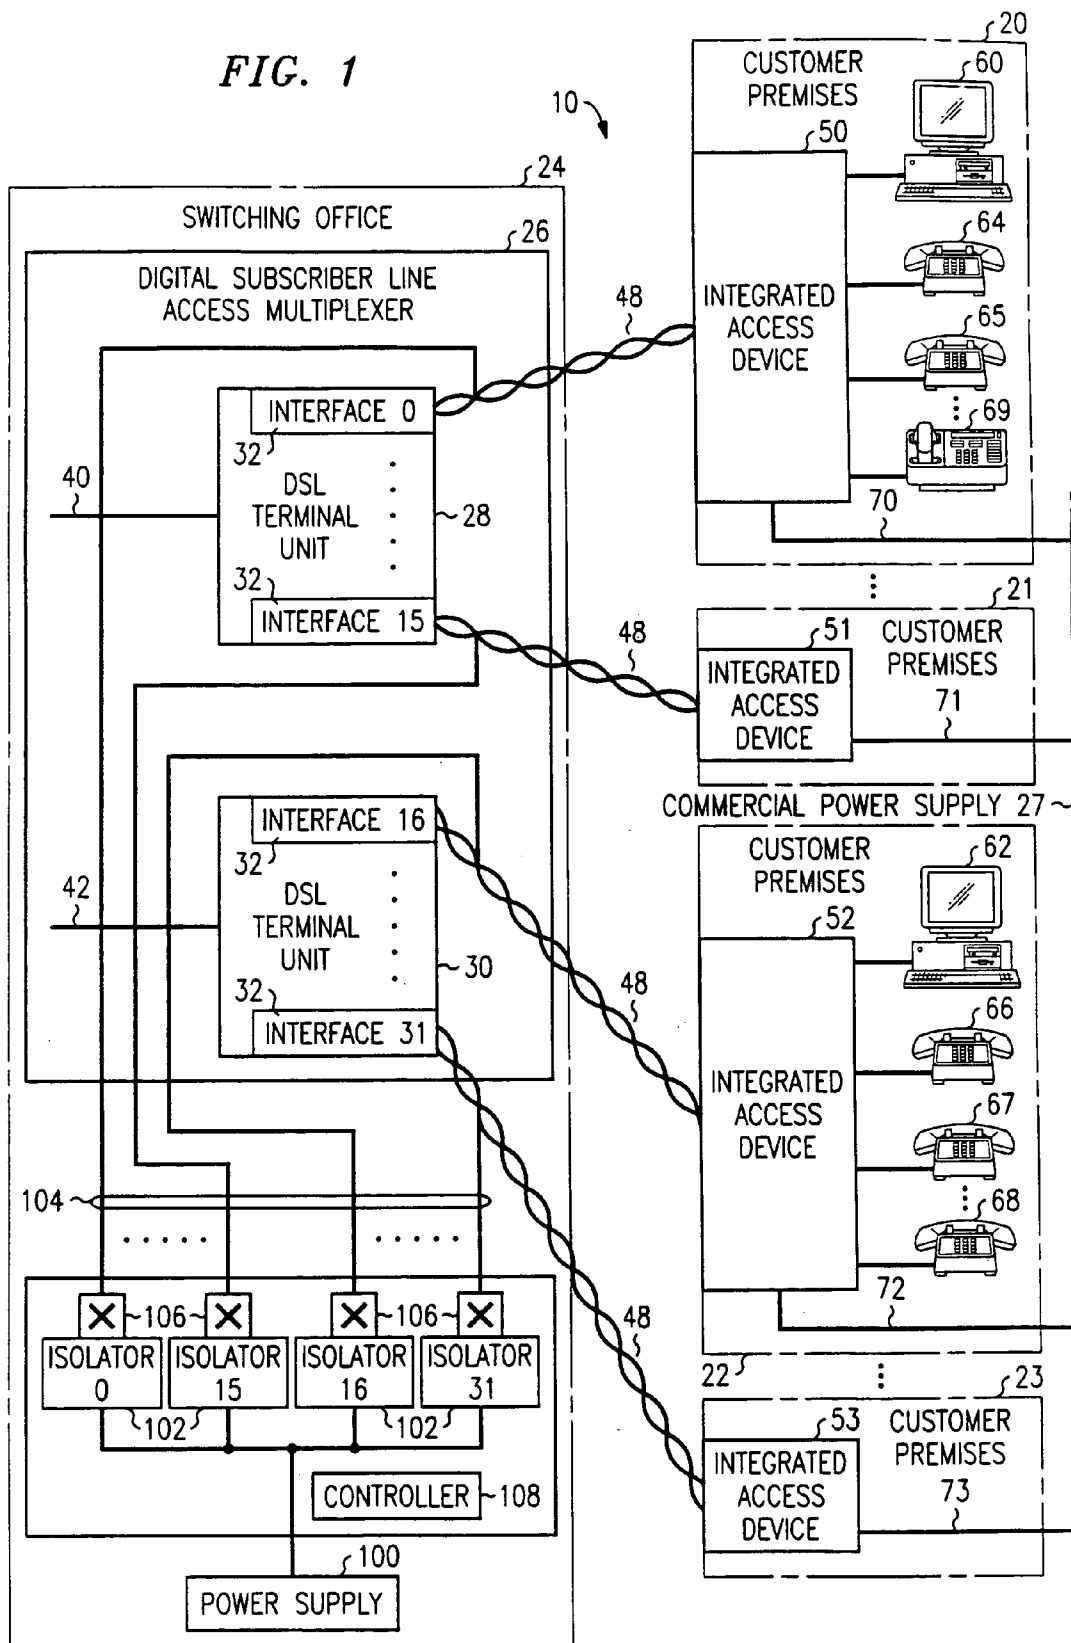 FIG. 1
10
20
CUSTOMER
PREMISES
60
50
INTEGRATED
ACCESS
DEVICE
64
65
69
70
24
SWITCHING OFFICE
26
DIGITAL SUBSCRIBER LINE
ACCESS MULTIPLEXER
48
INTERFACE 0
32
40
DSL
TERMINAL
UNIT
28
32
INTERFACE 15
48
21
51
CUSTOMER
PREMISES
INTEGRATED
ACCESS
DEVICE
71
COMMERCIAL POWER SUPPLY 27
INTERFACE 16
32
42
DSL
TERMINAL
UNIT
30
32
INTERFACE 31
48
CUSTOMER
PREMISES
62
52
INTEGRATED
ACCESS
DEVICE
66
67
68
72
22
104
106
106
ISOLATOR
0
ISOLATOR
15
ISOLATOR
16
ISOLATOR
31
102
102
CONTROLLER
108
100
POWER SUPPLY
48
23
53
CUSTOMER
PREMISES
INTEGRATED
ACCESS
DEVICE
73